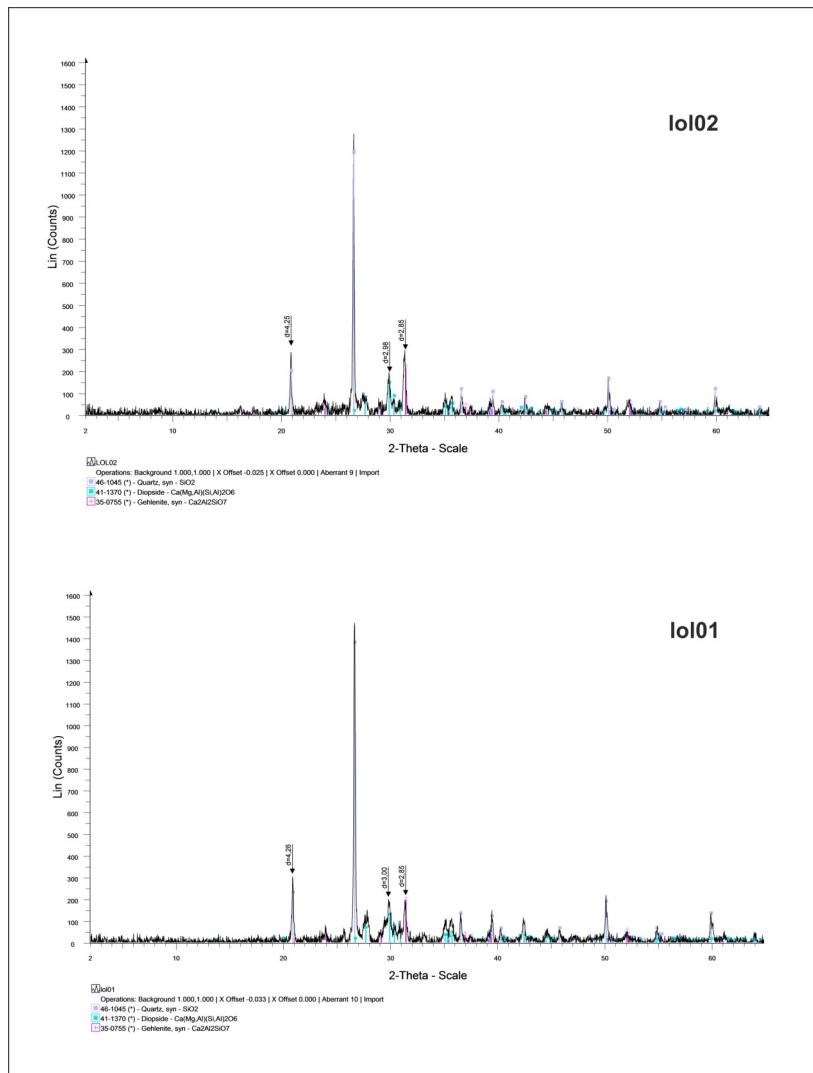 lol02
1600
1500
1400
1300
1200
1100
1000
900
800
700
600
500
400
300
200
100
0
Lin (Counts)
d=4,25
d=2,98
d=2,85
2 10 20 30 40 50 60
2-Theta - Scale
LOL02
Operations: Background 1.000,1.000 | X Offset -0.025 | X Offset 0.000 | Aberrant 9 | Import
46-1045 (*) - Quartz, syn - SiO2
41-1370 (*) - Diopside - Ca(Mg,Al)(Si,Al)2O6
35-0755 (*) - Gehlenite, syn - Ca2Al2SiO7
lol01
1600
1500
1400
1300
1200
1100
1000
900
800
700
600
500
400
300
200
100
0
Lin (Counts)
d=4,26
d=3,00
d=2,85
2 10 20 30 40 50 60
2-Theta - Scale
lol01
Operations: Background 1.000,1.000 | X Offset -0.033 | X Offset 0.000 | Aberrant 10 | Import
46-1045 (*) - Quartz, syn - SiO2
41-1370 (*) - Diopside - Ca(Mg,Al)(Si,Al)2O6
35-0755 (*) - Gehlenite, syn - Ca2Al2SiO7